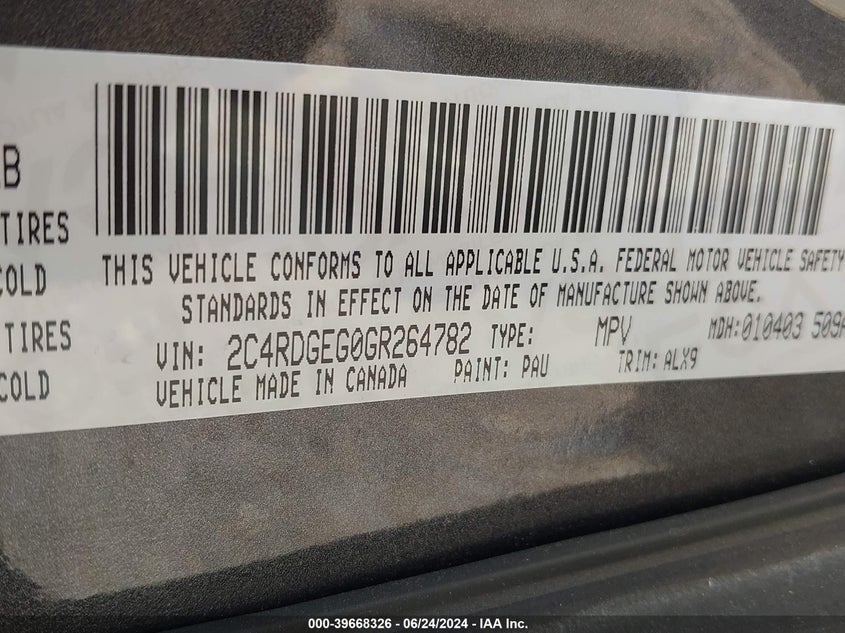 B
TIRES
COLD
TIRES
COLD
THIS VEHICLE CONFORMS TO ALL APPLICABLE U.S.A. FEDERAL MOTOR VEHICLE SAFETY
STANDARDS IN EFFECT ON THE DATE OF MANUFACTURE SHOWN ABOVE.
VIN: 2C4RDGEG0GR264782 TYPE: MPV MDH:010403 509
VEHICLE MADE IN CANADA PAINT: PAU TRIM: ALX9
000-39668326 - 06/24/2024 - IAA Inc.